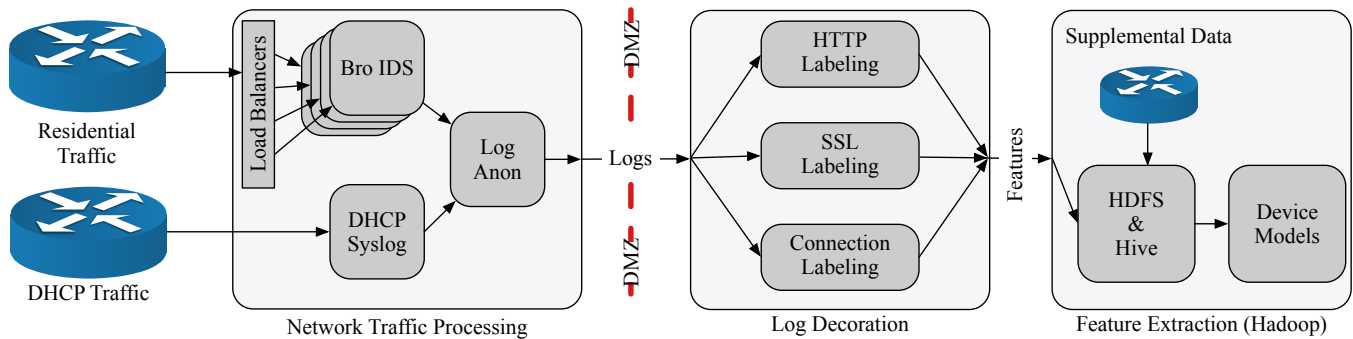 Residential
Traffic
DHCP Traffic
Load Balancers
Bro IDS
DHCP
Syslog
Log
Anon
Network Traffic Processing
DMZ
Logs
DMZ
HTTP
Labeling
SSL
Labeling
Connection
Labeling
Log Decoration
Features
Supplemental Data
HDFS
&
Hive
Device
Models
Feature Extraction (Hadoop)